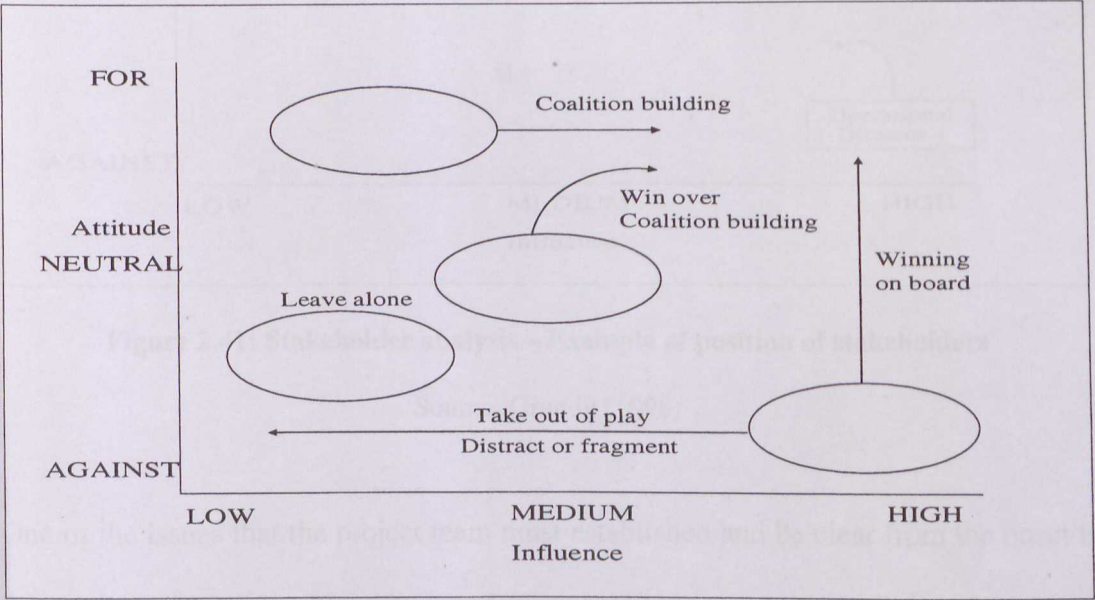 FOR
Coalition building
Win over
Coalition building
Attitude
NEUTRAL
Winning
on board
Leave alone
Take out of play
Distract or fragment
AGAINST
LOW
MEDIUM
HIGH
Influence